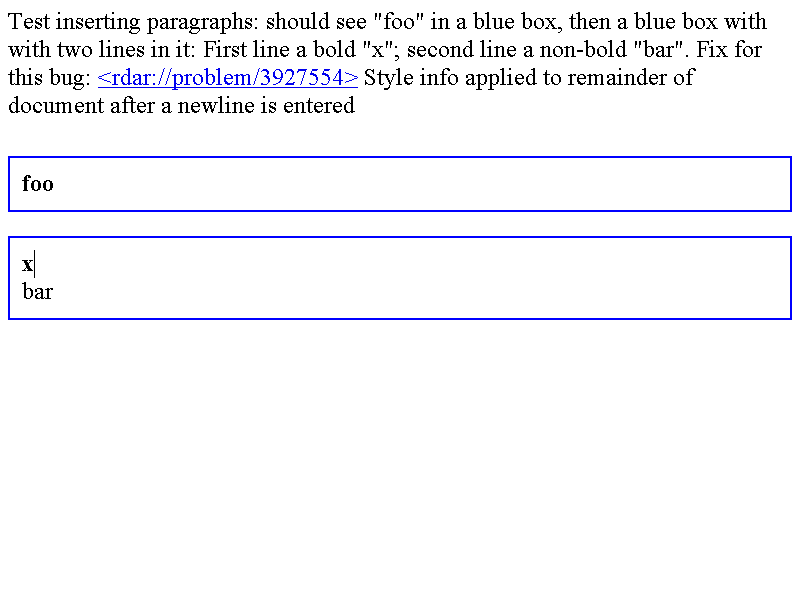 Test inserting paragraphs: should see "foo" in a blue box, then a blue box with
with two lines in it: First line a bold "x"; second line a non-bold "bar". Fix for
this bug: <rdar://problem/3927554> Style info applied to remainder of
document after a newline is entered
foo
x
bar